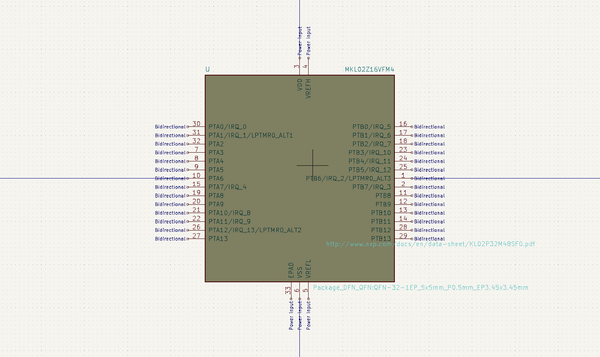 Power input Power input
3 4
U MKL02Z16VFM4
VDD VREFH
Bidirectional 30 PTA0/IRQ_0 PTB0/IRQ_5 16 Bidirectional
Bidirectional 31 PTA1/IRQ_1/LPTMR0_ALT1 PTB1/IRQ_6 17 Bidirectional
Bidirectional 32 PTA2 PTB2/IRQ_7 18 Bidirectional
Bidirectional 7 PTA3 PTB3/IRQ_10 23 Bidirectional
Bidirectional 8 PTA4 PTB4/IRQ_11 24 Bidirectional
Bidirectional 9 PTA5 PTB5/IRQ_12 25 Bidirectional
Bidirectional 10 PTA6 PTB6/IRQ_2/LPTMR0_ALT3 1 Bidirectional
Bidirectional 15 PTA7/IRQ_4 PTB7/IRQ_3 2 Bidirectional
Bidirectional 19 PTA8 PTB8 11 Bidirectional
Bidirectional 20 PTA9 PTB9 12 Bidirectional
Bidirectional 21 PTA10/IRQ_8 PTB10 13 Bidirectional
Bidirectional 22 PTA11/IRQ_9 PTB11 14 Bidirectional
Bidirectional 26 PTA12/IRQ_13/LPTMR0_ALT2 PTB12 28 Bidirectional
Bidirectional 27 PTA13 PTB13 29 Bidirectional
http://www.nxp.com/docs/en/data-sheet/KL02P32M48SF0.pdf
EPAD VSS VREFL
Package_DFN_QFN:QFN-32-1EP_5x5mm_P0.5mm_EP3.45x3.45mm
33 6 5
Power input Power input Power input